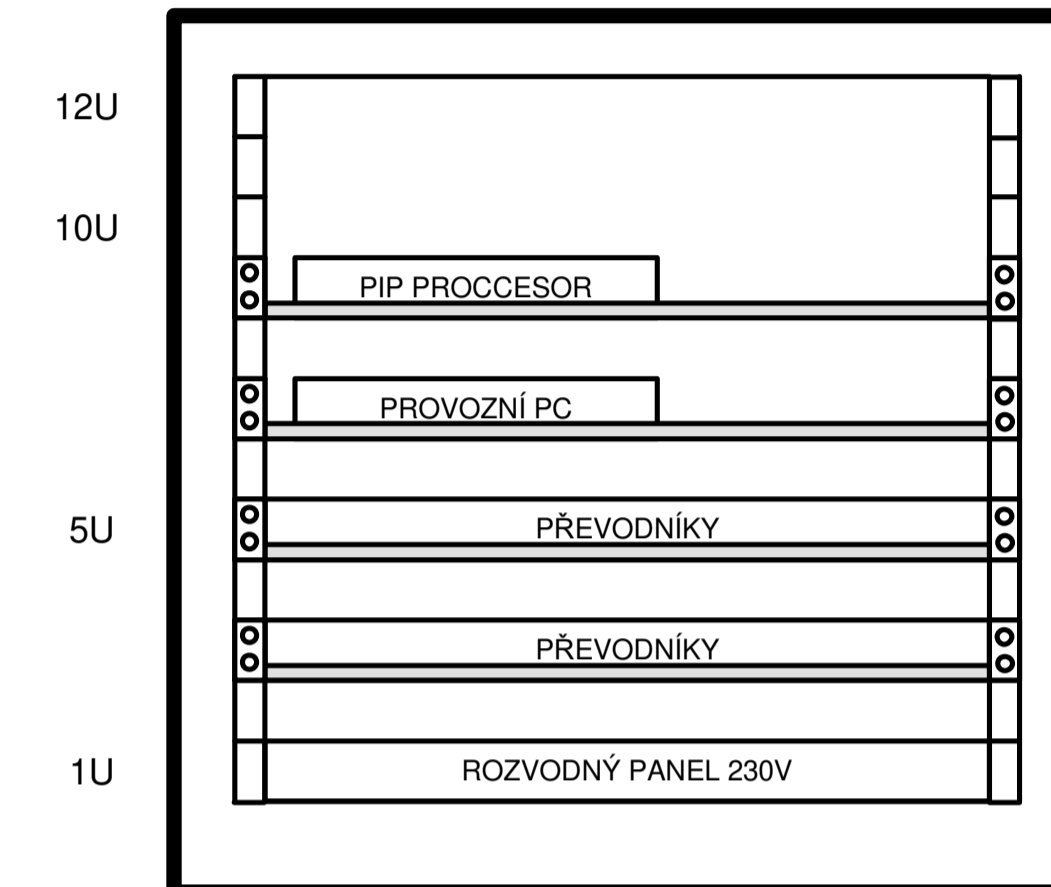 12U
10U
PIP PROCCESOR
PROVOZNÍ PC
5U
PŘEVODNÍKY
PŘEVODNÍKY
1U
ROZVODNÝ PANEL 230V